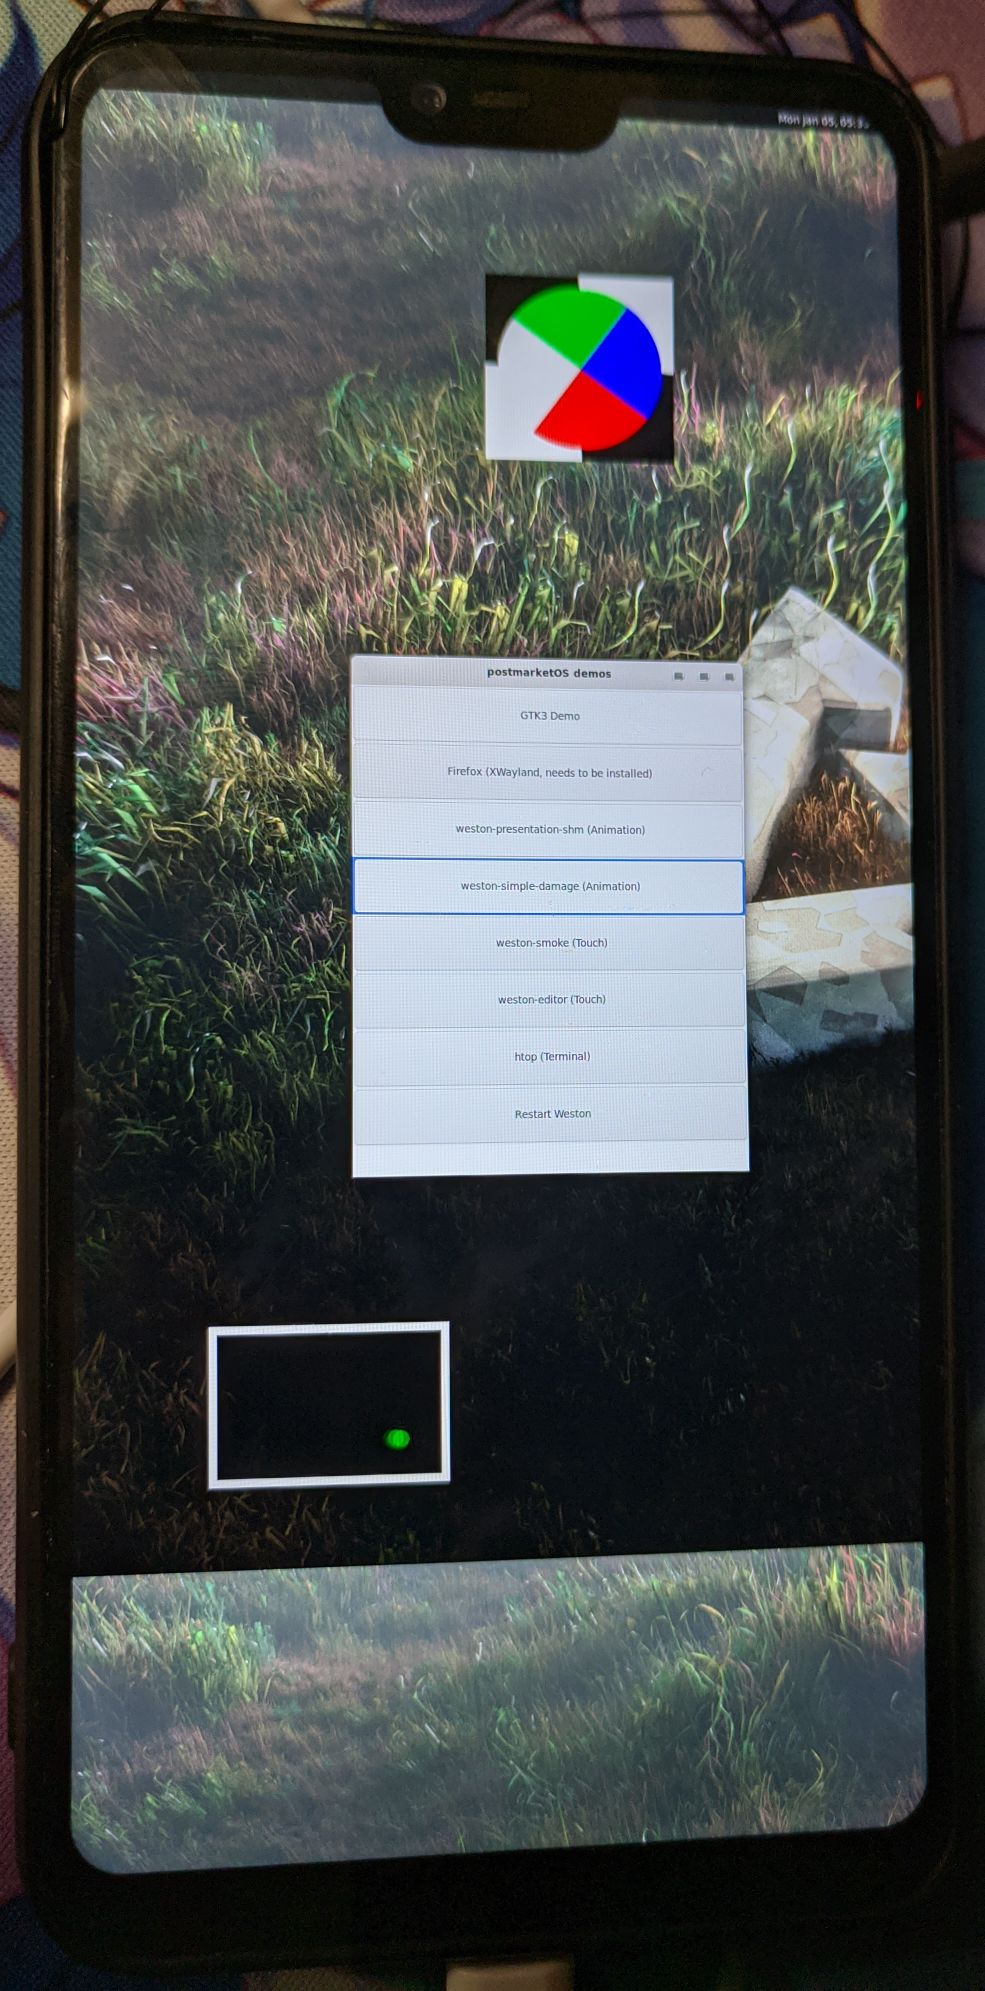 Mon Jan 05, 05:3
postmarketOS demos
GTK3 Demo
Firefox (XWayland, needs to be installed)
weston-presentation-shm (Animation)
weston-simple-damage (Animation)
weston-smoke (Touch)
weston-editor (Touch)
htop (Terminal)
Restart Weston